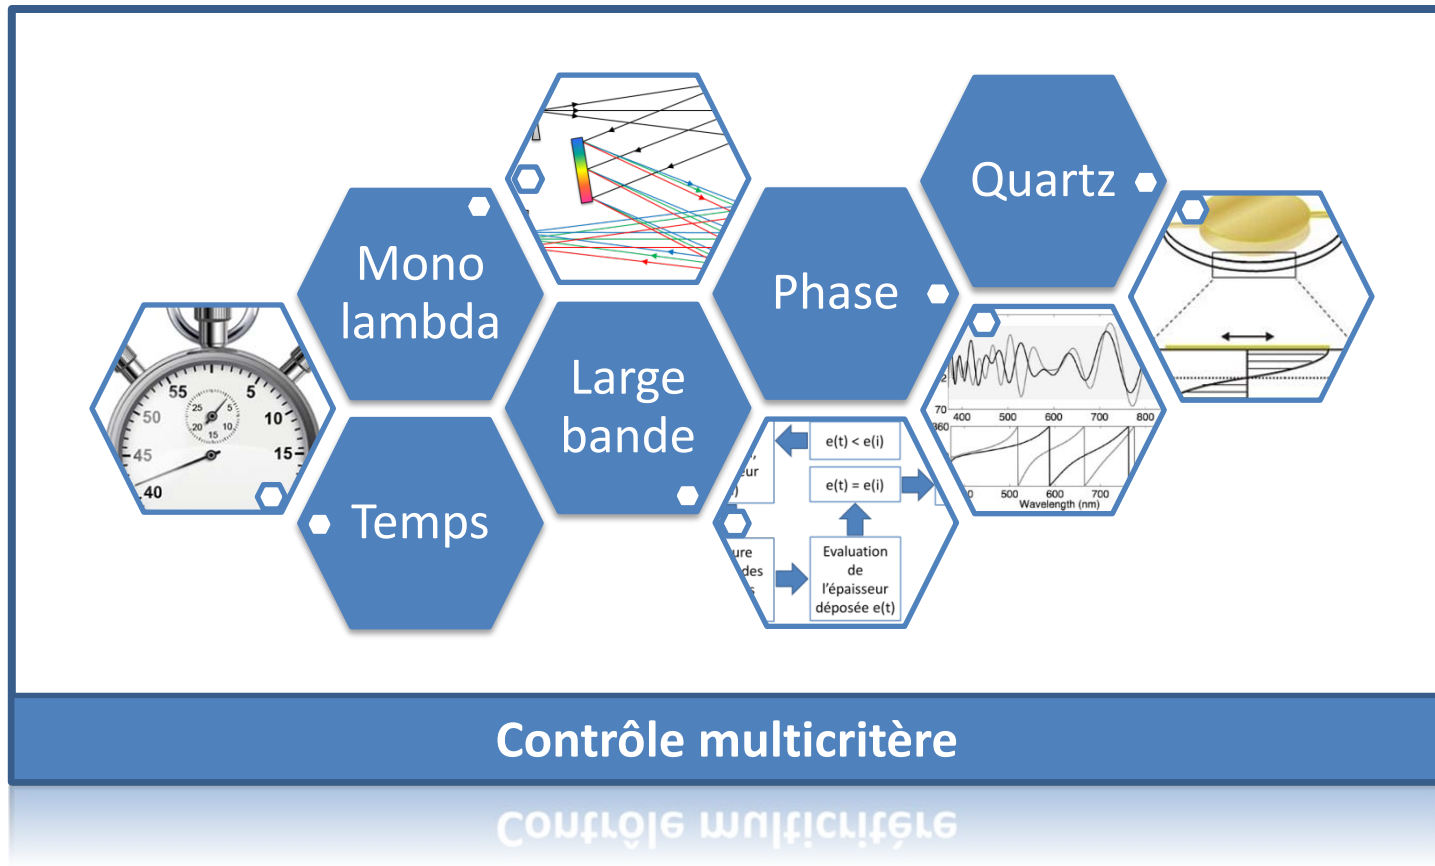 Quartz
Mono
lambda
Phase
Large
bande
Temps
55
5
50
10
45
15
40
25
5
20
10
15
70
400
500
600
700
800
360
500
600
700
Wavelength (nm)
e(t) < e(i)
e(t) = e(i)
Evaluation
de
l'épaisseur
déposée e(t)
Contrôle multicritère